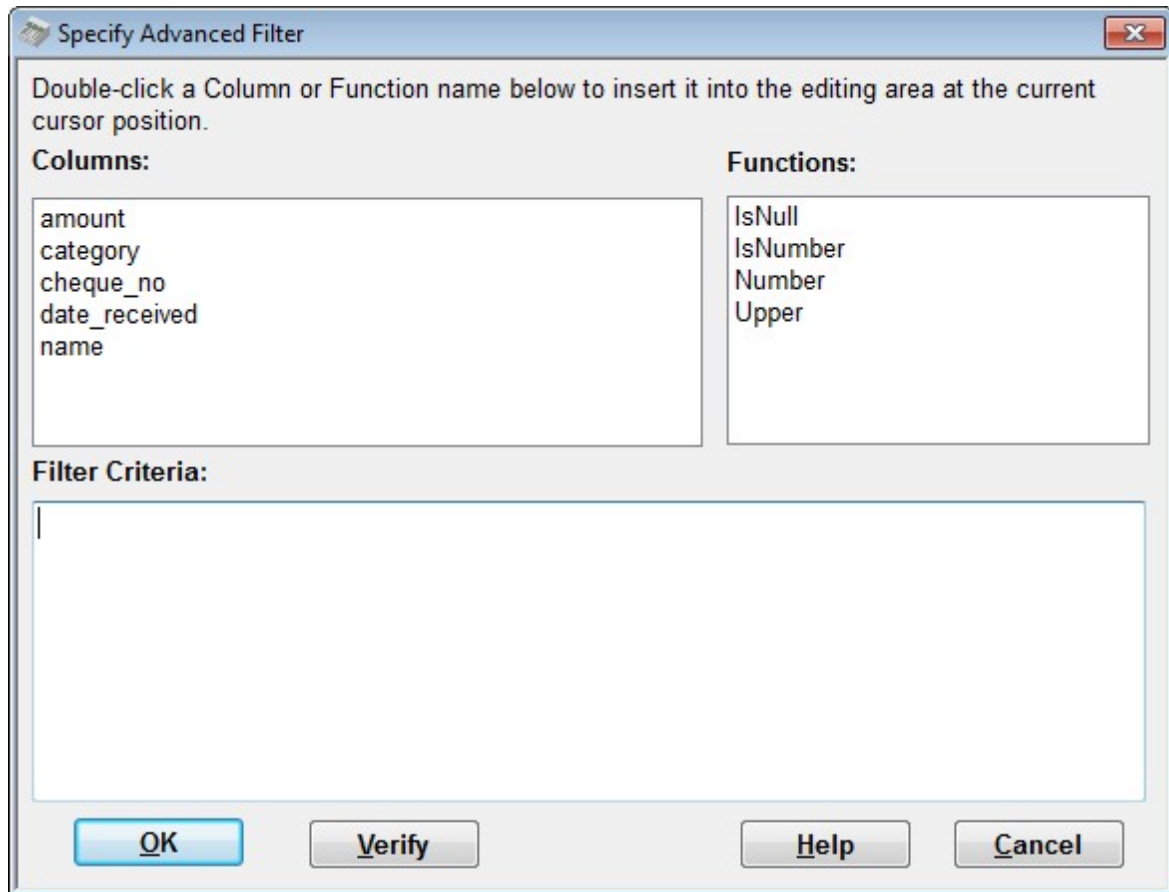 Specify Advanced Filter
Double-click a Column or Function name below to insert it into the editing area at the current
cursor position.
Columns:
amount
category
cheque_no
date_received
name
Functions:
IsNull
IsNumber
Number
Upper
Filter Criteria:
OK
Verify
Help
Cancel